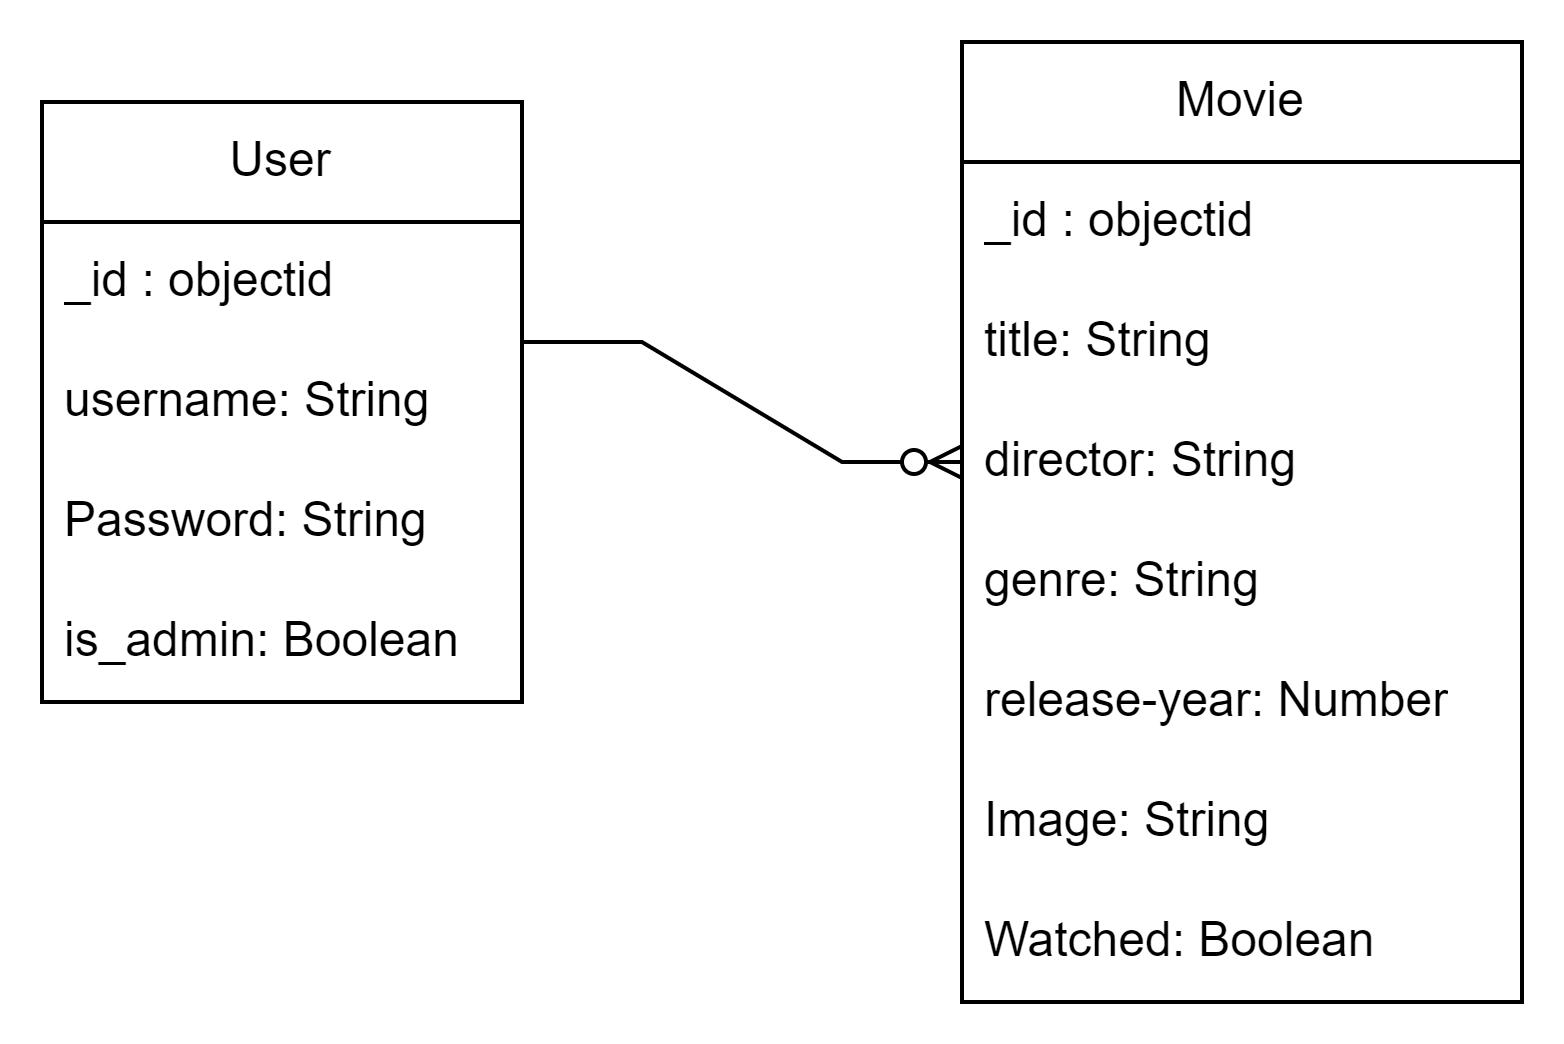 User
_id : objectid
username: String
Password: String
is_admin: Boolean
Movie
_id : objectid
title: String
director: String
genre: String
release-year: Number
Image: String
Watched: Boolean